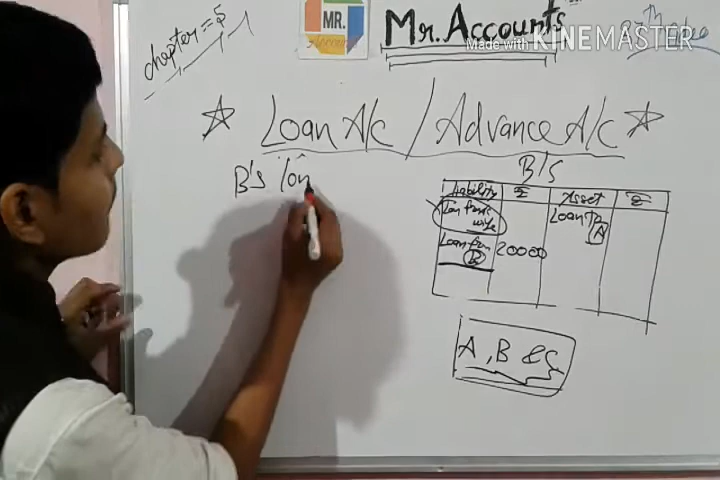 chapter = 5
MR.
Accounts
Mr. Accounts
Made with KINEMASTER
Loan A/c / Advance A/c
B's lon
B/S
Liability ₹ Asset ₹
Loan from wife Loan To A
Loan from B 20000
A, B & C